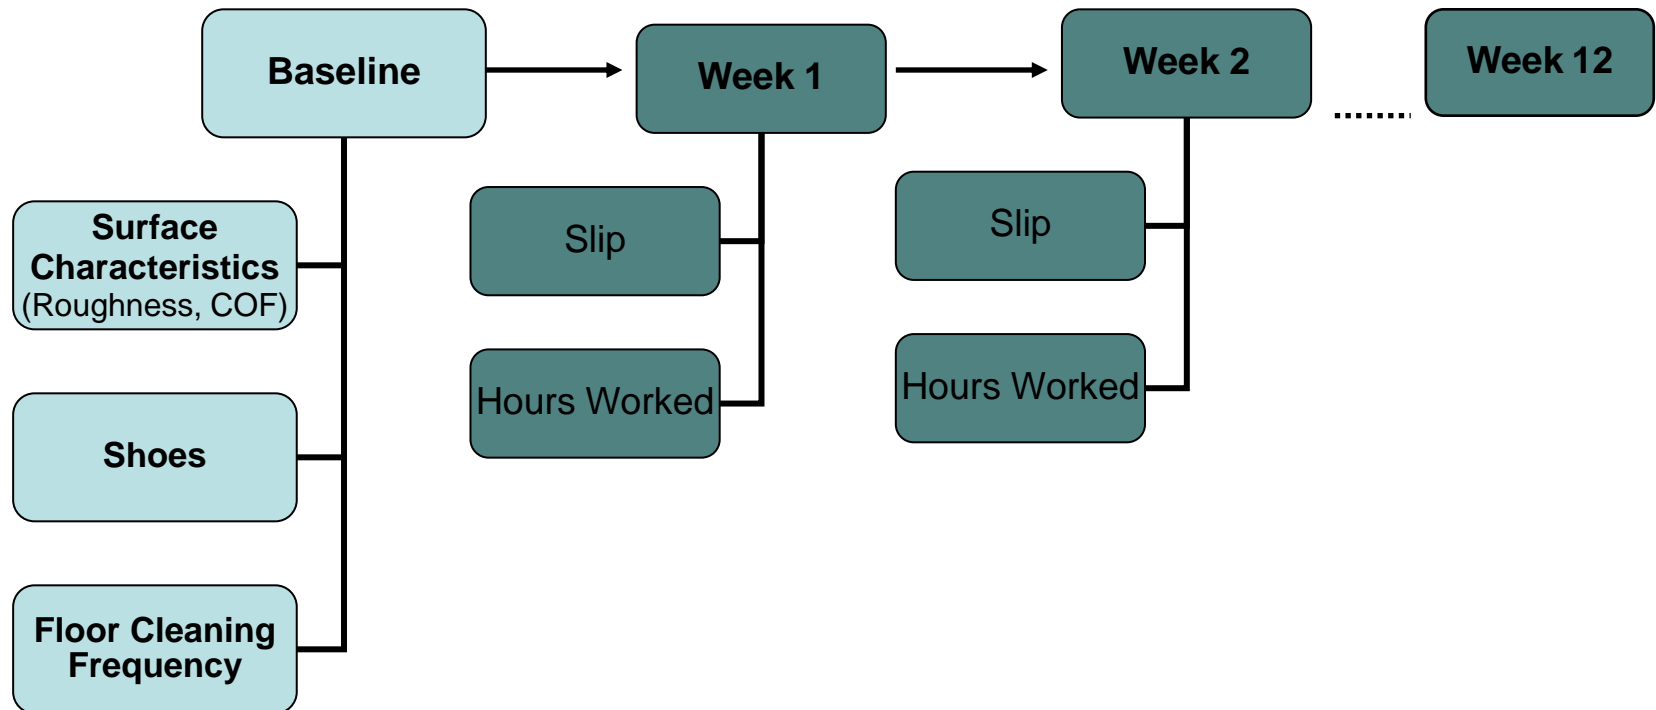 Baseline
Week 1
Week 2
Week 12
Surface
Characteristics
(Roughness, COF)
Shoes
Floor Cleaning
Frequency
Slip
Hours Worked
Slip
Hours Worked